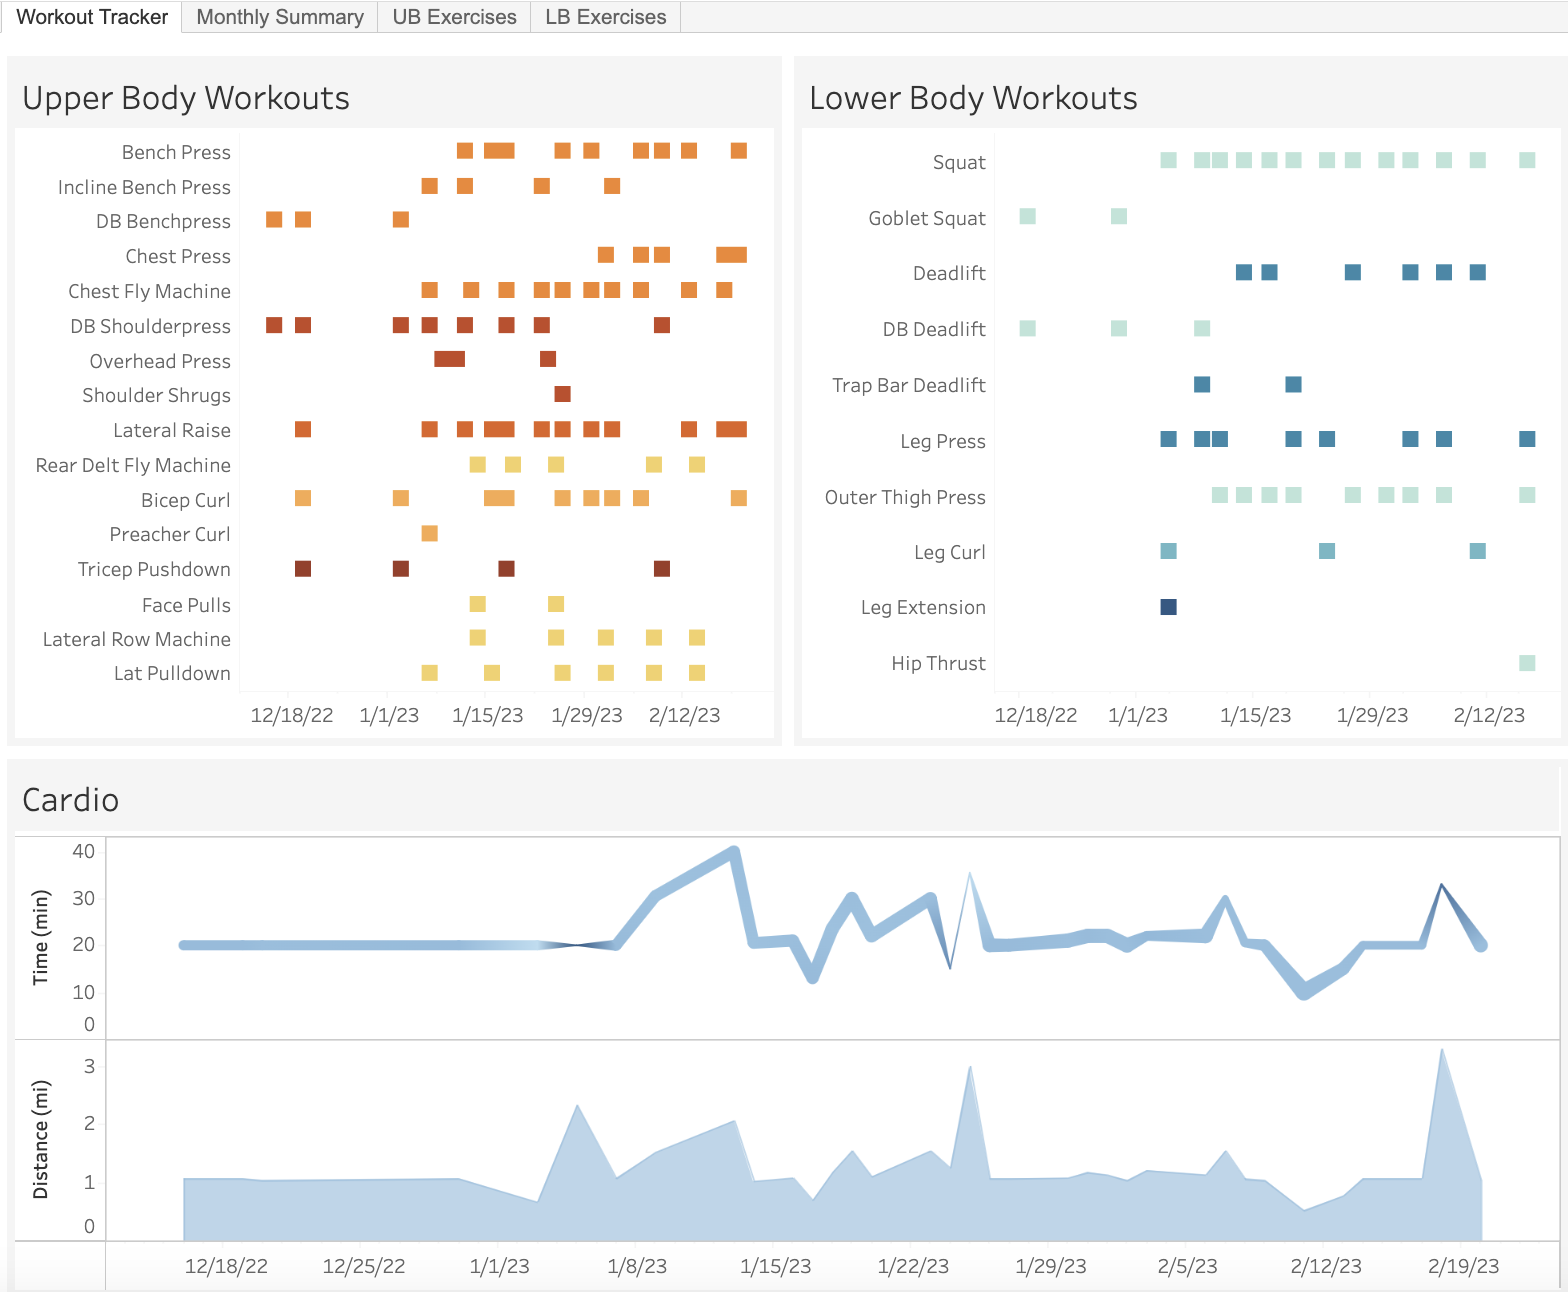 Workout Tracker Monthly Summary UB Exercises LB Exercises
Upper Body Workouts
Bench Press
Incline Bench Press
DB Benchpress
Chest Press
Chest Fly Machine
DB Shoulderpress
Overhead Press
Shoulder Shrugs
Lateral Raise
Rear Delt Fly Machine
Bicep Curl
Preacher Curl
Tricep Pushdown
Face Pulls
Lateral Row Machine
Lat Pulldown
12/18/22 1/1/23 1/15/23 1/29/23 2/12/23
Lower Body Workouts
Squat
Goblet Squat
Deadlift
DB Deadlift
Trap Bar Deadlift
Leg Press
Outer Thigh Press
Leg Curl
Leg Extension
Hip Thrust
12/18/22 1/1/23 1/15/23 1/29/23 2/12/23
Cardio
Time (min)
40
30
20
10
0
Distance (mi)
3
2
1
0
12/18/22 12/25/22 1/1/23 1/8/23 1/15/23 1/22/23 1/29/23 2/5/23 2/12/23 2/19/23